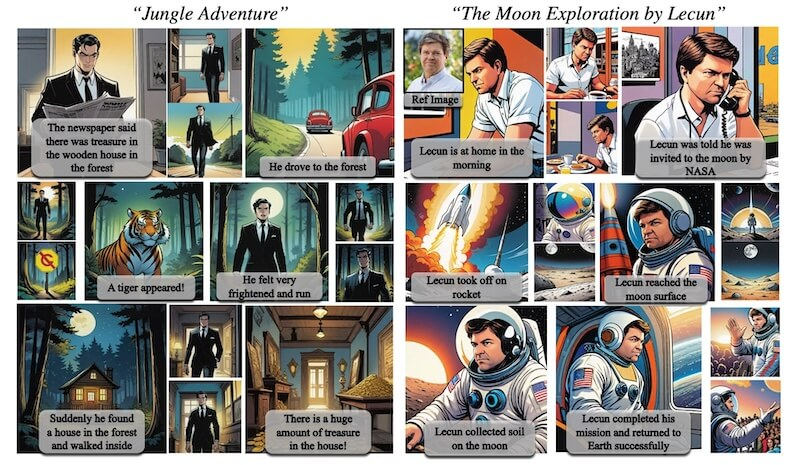 “Jungle Adventure”
The newspaper said
there was treasure in
the wooden house in
the forest
He drove to the forest
A tiger appeared!
He felt very
frightened and run
Suddenly he found
a house in the forest
and walked inside
There is a huge
amount of treasure
in the house!
“The Moon Exploration by Lecun”
Ref Image
Lecun is at home in the
morning
Lecun was told he was
invited to the moon by
NASA
Lecun took off on
rocket
Lecun reached the
moon surface
Lecun collected soil
on the moon
Lecun completed his
mission and returned to
Earth successfully